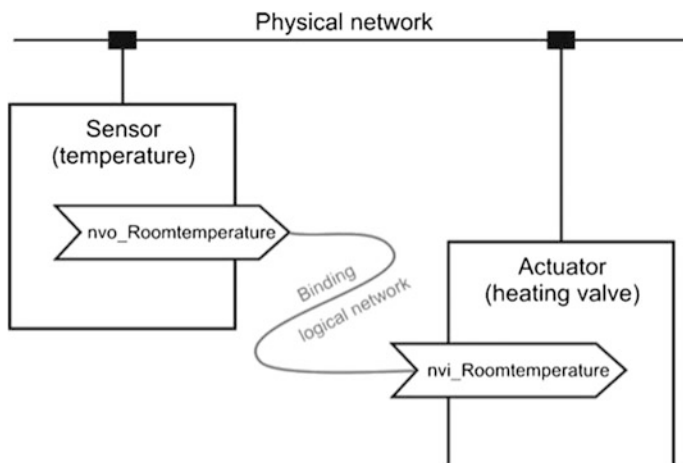 Physical network
Sensor
(temperature)
nvo_Roomtemperature
Binding
logical network
Actuator
(heating valve)
nvi_Roomtemperature